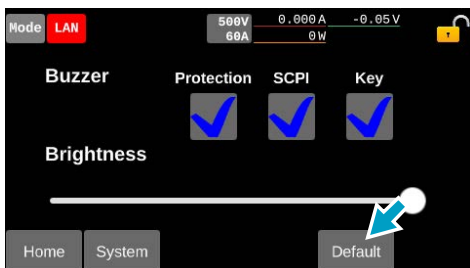 Mode LAN 500V 0.000A -0.05V
60A 0W
Buzzer Protection SCPI Key
Brightness
Home System Default